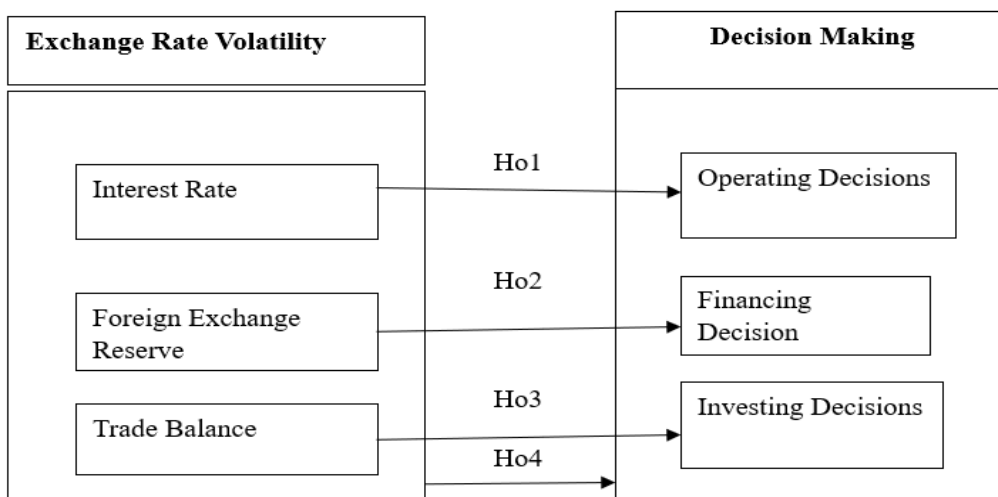 Exchange Rate Volatility
Decision Making
Ho1
Interest Rate
Operating Decisions
Ho2
Foreign Exchange
Reserve
Financing
Decision
Ho3
Trade Balance
Investing Decisions
Ho4